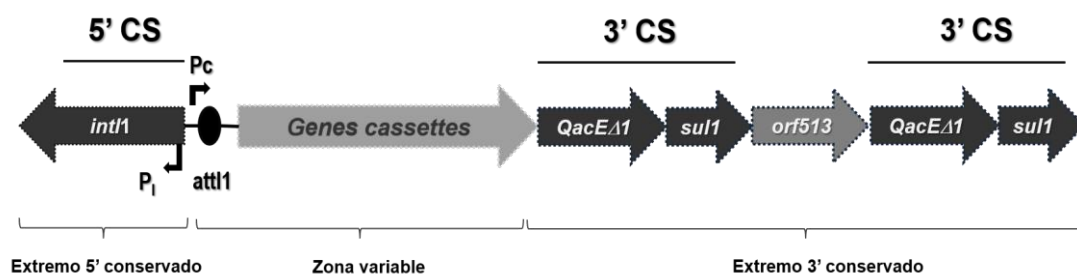 5' CS
3' CS
3' CS
Pc
intI1
Genes cassettes
QacEΔ1
sul1
orf513
QacEΔ1
sul1
PI
attI1
Extremo 5' conservado
Zona variable
Extremo 3' conservado